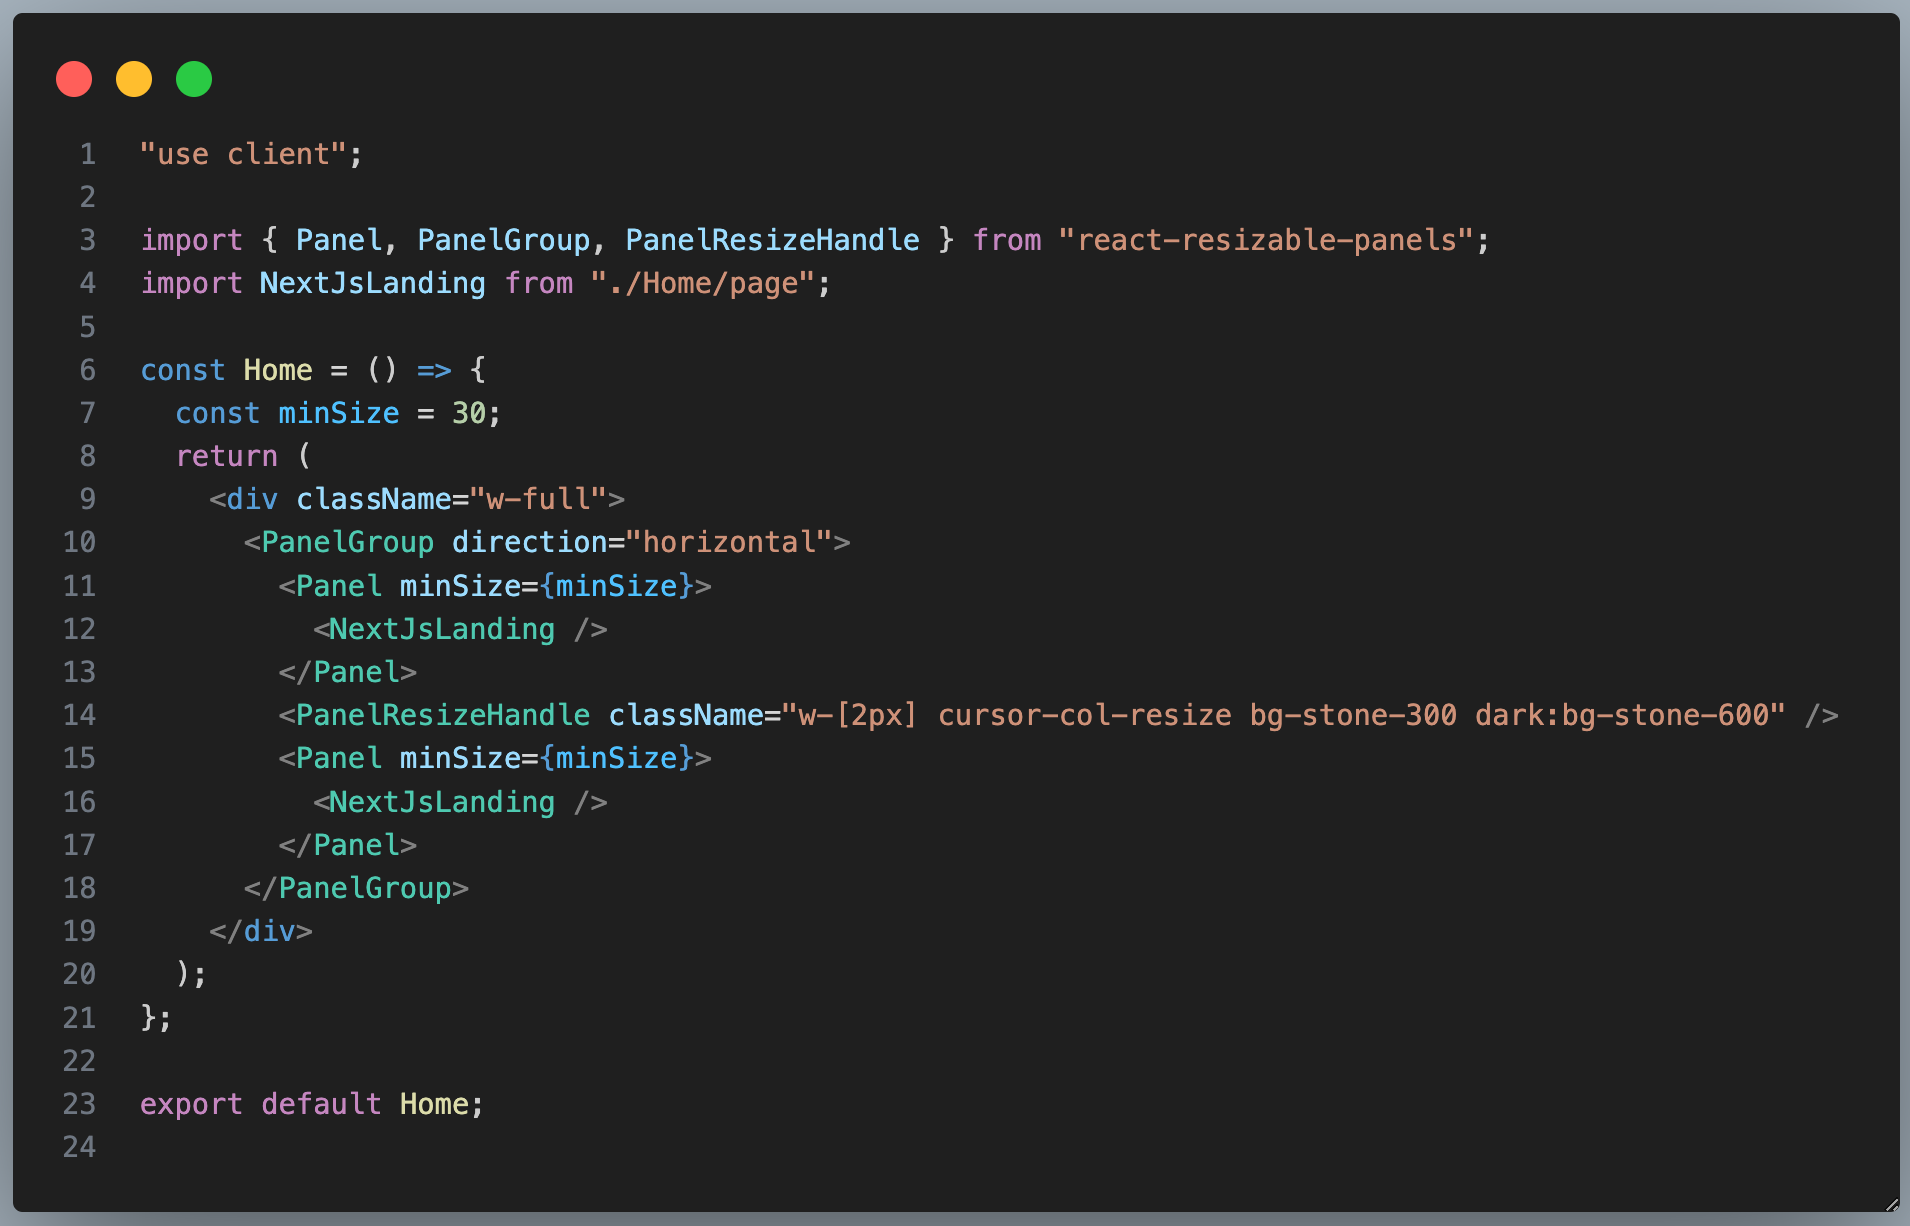 1 "use client";
2
3 import { Panel, PanelGroup, PanelResizeHandle } from "react-resizable-panels";
4 import NextJsLanding from "./Home/page";
5
6 const Home = () => {
7   const minSize = 30;
8   return (
9     <div className="w-full">
10       <PanelGroup direction="horizontal">
11         <Panel minSize={minSize}>
12           <NextJsLanding />
13         </Panel>
14         <PanelResizeHandle className="w-[2px] cursor-col-resize bg-stone-300 dark:bg-stone-600" />
15         <Panel minSize={minSize}>
16           <NextJsLanding />
17         </Panel>
18       </PanelGroup>
19     </div>
20   );
21 };
22
23 export default Home;
24